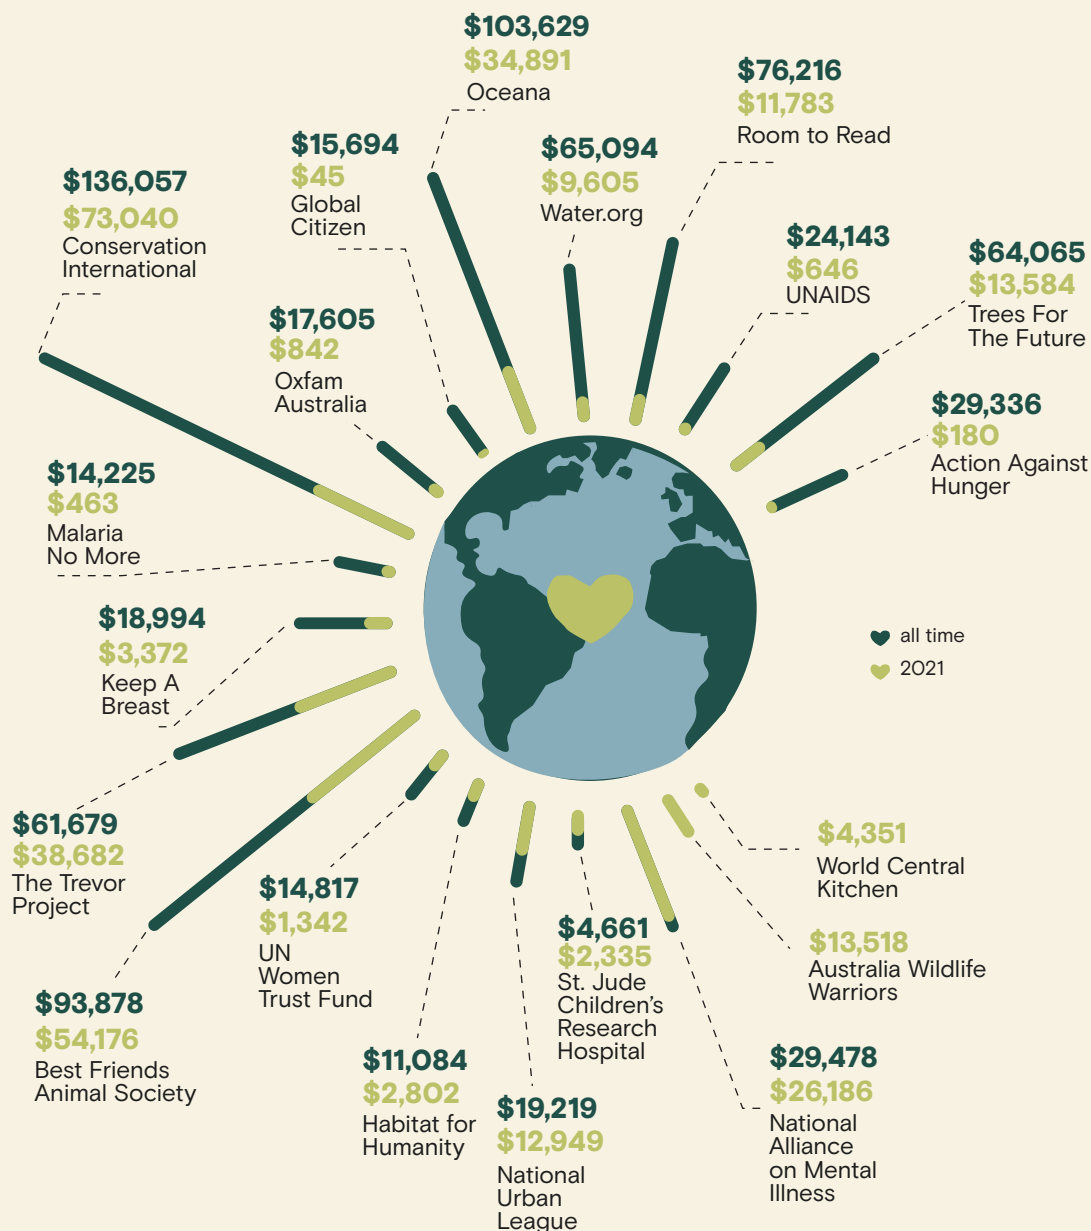 $103,629
$34,891
Oceana
$76,216
$11,783
Room to Read
$15,694
$45
Global
Citizen
$65,094
$9,605
Water.org
$136,057
$73,040
Conservation
International
$24,143
$646
UNAIDS
$64,065
$13,584
Trees For
The Future
$17,605
$842
Oxfam
Australia
$29,336
$180
Action Against
Hunger
$14,225
$463
Malaria
No More
$18,994
$3,372
Keep A
Breast
all time
2021
$61,679
$38,682
The Trevor
Project
$4,351
World Central
Kitchen
$14,817
$1,342
UN
Women
Trust Fund
$4,661
$2,335
St. Jude
Children’s
Research
Hospital
$13,518
Australia Wildlife
Warriors
$93,878
$54,176
Best Friends
Animal Society
$11,084
$2,802
Habitat for
Humanity
$19,219
$12,949
National
Urban
League
$29,478
$26,186
National
Alliance
on Mental
Illness